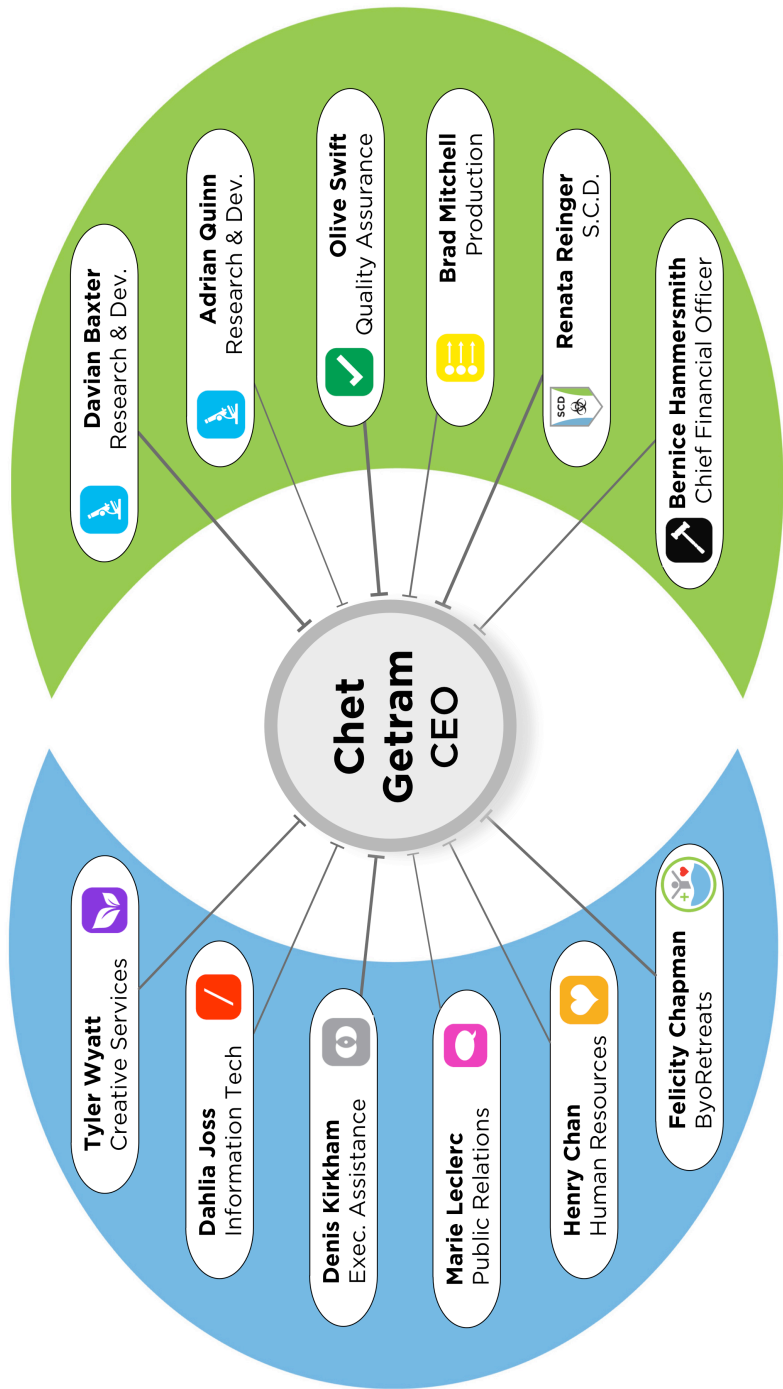 Tyler Wyatt
Creative Services
Dahlia Joss
Information Tech
Denis Kirkham
Exec. Assistance
Marie Leclerc
Public Relations
Henry Chan
Human Resources
Felicity Chapman
ByoRetreats
Chet
Getram
CEO
Davian Baxter
Research & Dev.
Adrian Quinn
Research & Dev.
Olive Swift
Quality Assurance
Brad Mitchell
Production
Renata Reinger
S.C.D.
SCD
Bernice Hammersmith
Chief Financial Officer